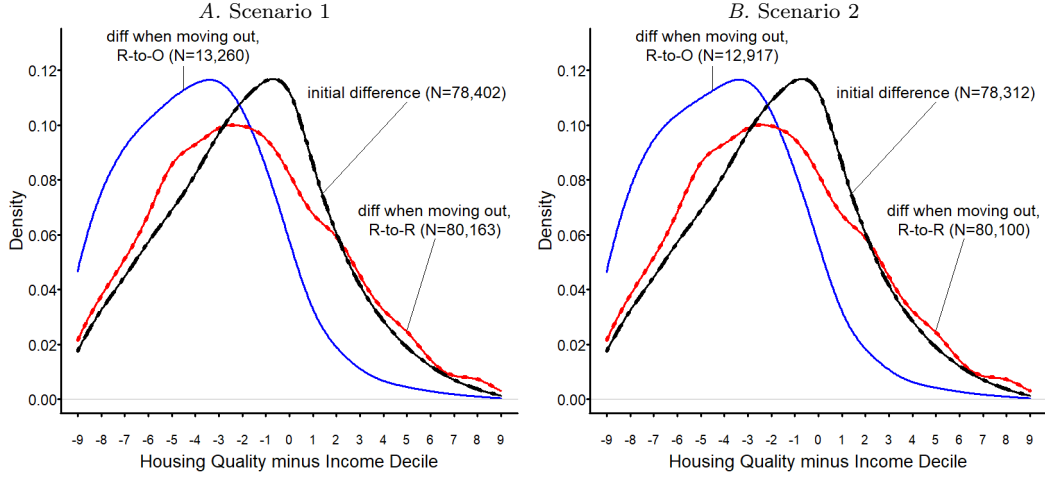 A. Scenario 1
diff when moving out,
R-to-O (N=13,260)
initial difference (N=78,402)
diff when moving out,
R-to-R (N=80,163)
Density
0.12
0.10
0.08
0.06
0.04
0.02
0.00
-9 -8 -7 -6 -5 -4 -3 -2 -1 0 1 2 3 4 5 6 7 8 9
Housing Quality minus Income Decile
B. Scenario 2
diff when moving out,
R-to-O (N=12,917)
initial difference (N=78,312)
diff when moving out,
R-to-R (N=80,100)
Density
0.12
0.10
0.08
0.06
0.04
0.02
0.00
-9 -8 -7 -6 -5 -4 -3 -2 -1 0 1 2 3 4 5 6 7 8 9
Housing Quality minus Income Decile